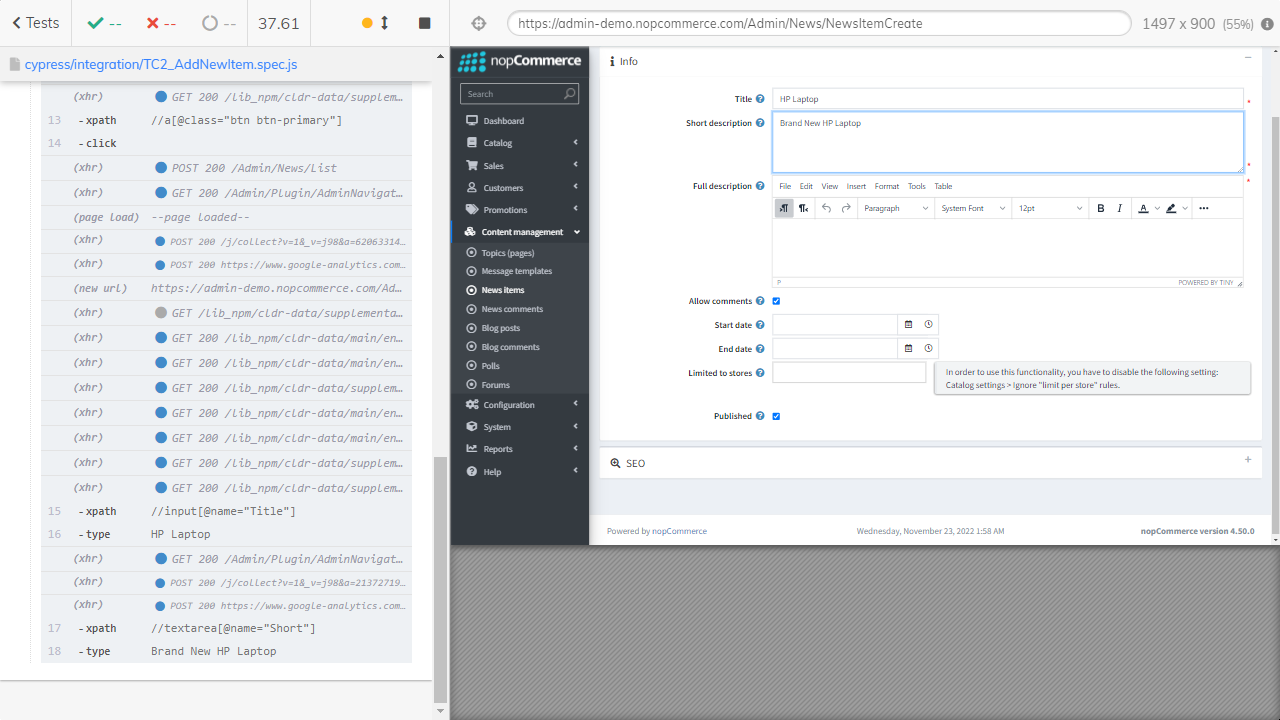 Tests
--
--
--
37.61
https://admin-demo.nopcommerce.com/Admin/News/NewsItemCreate
1497 x 900 (55%)
cypress/integration/TC2_AddNewItem.spec.js
(xhr) GET 200 /lib_npm/cldr-data/supplem…
13 -xpath //a[@class="btn btn-primary"]
14 -click
(xhr) POST 200 /Admin/News/List
(xhr) GET 200 /Admin/Plugin/AdminNavigat…
(page load) --page loaded--
(xhr) POST 200 /j/collect?v=1&_v=j98&a=62063314…
(xhr) POST 200 https://www.google-analytics.com…
new url) https://admin-demo.nopcommerce.com/Ad…
(xhr) GET /lib_npm/cldr-data/supplementa…
(xhr) GET 200 /lib_npm/cldr-data/main/en…
(xhr) GET 200 /lib_npm/cldr-data/main/en…
(xhr) GET 200 /lib_npm/cldr-data/supplem…
(xhr) GET 200 /lib_npm/cldr-data/main/en…
(xhr) GET 200 /lib_npm/cldr-data/main/en…
(xhr) GET 200 /lib_npm/cldr-data/supplem…
(xhr) GET 200 /lib_npm/cldr-data/supplem…
15 -xpath //input[@name="Title"]
16 -type HP Laptop
(xhr) GET 200 /Admin/Plugin/AdminNavigat…
(xhr) POST 200 /j/collect?v=1&_v=j98&a=21372719…
(xhr) POST 200 https://www.google-analytics.com…
17 -xpath //textarea[@name="Short"]
18 -type Brand New HP Laptop
nopCommerce
Search
Dashboard
Catalog
Sales
Customers
Promotions
Content management
Topics (pages)
Message templates
News items
News comments
Blog posts
Blog comments
Polls
Forums
Configuration
System
Reports
Help
Info
Title HP Laptop *
Short description Brand New HP Laptop *
Full description File Edit View Insert Format Tools Table *
Paragraph System Font 12pt B I A
P POWERED BY TINY
Allow comments
Start date
End date
Limited to stores
In order to use this functionality, you have to disable the following setting:
Catalog settings > Ignore "limit per store" rules.
Published
SEO
Powered by nopCommerce Wednesday, November 23, 2022 1:58 AM nopCommerce version 4.50.0